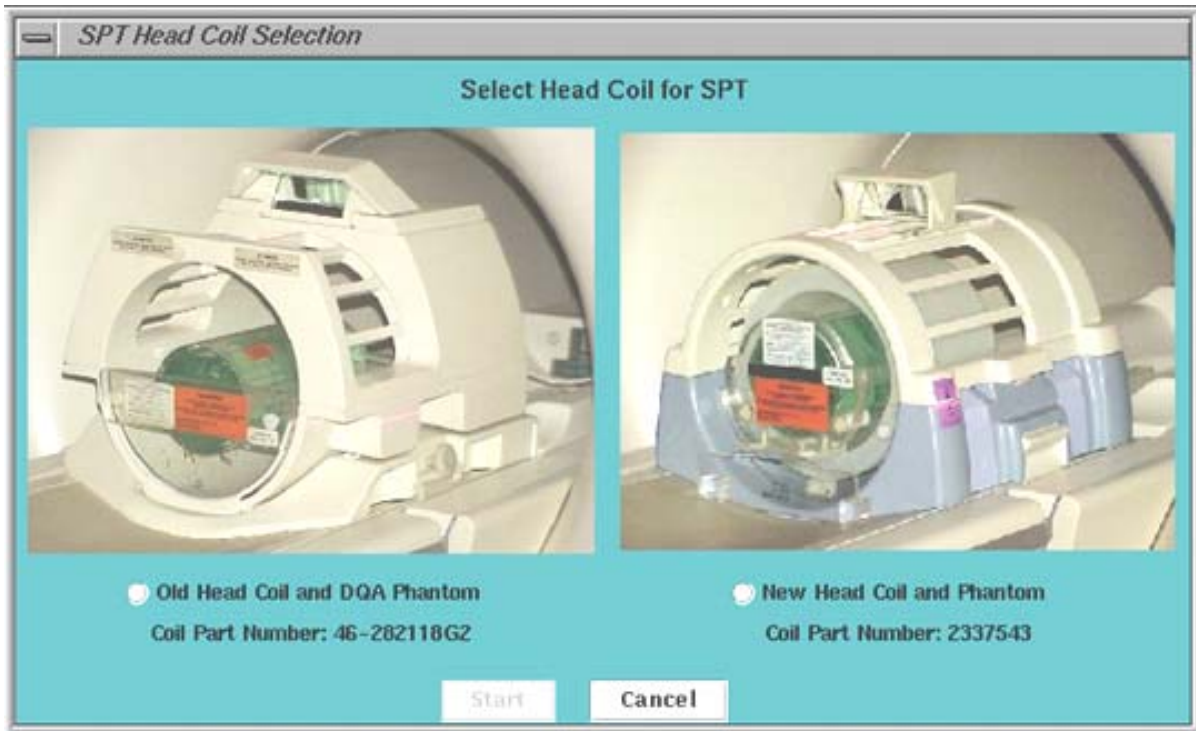 SPT Head Coil Selection
Select Head Coil for SPT
Old Head Coil and DQA Phantom
Coil Part Number: 46-282118G2
New Head Coil and Phantom
Coil Part Number: 2337543
Start
Cancel